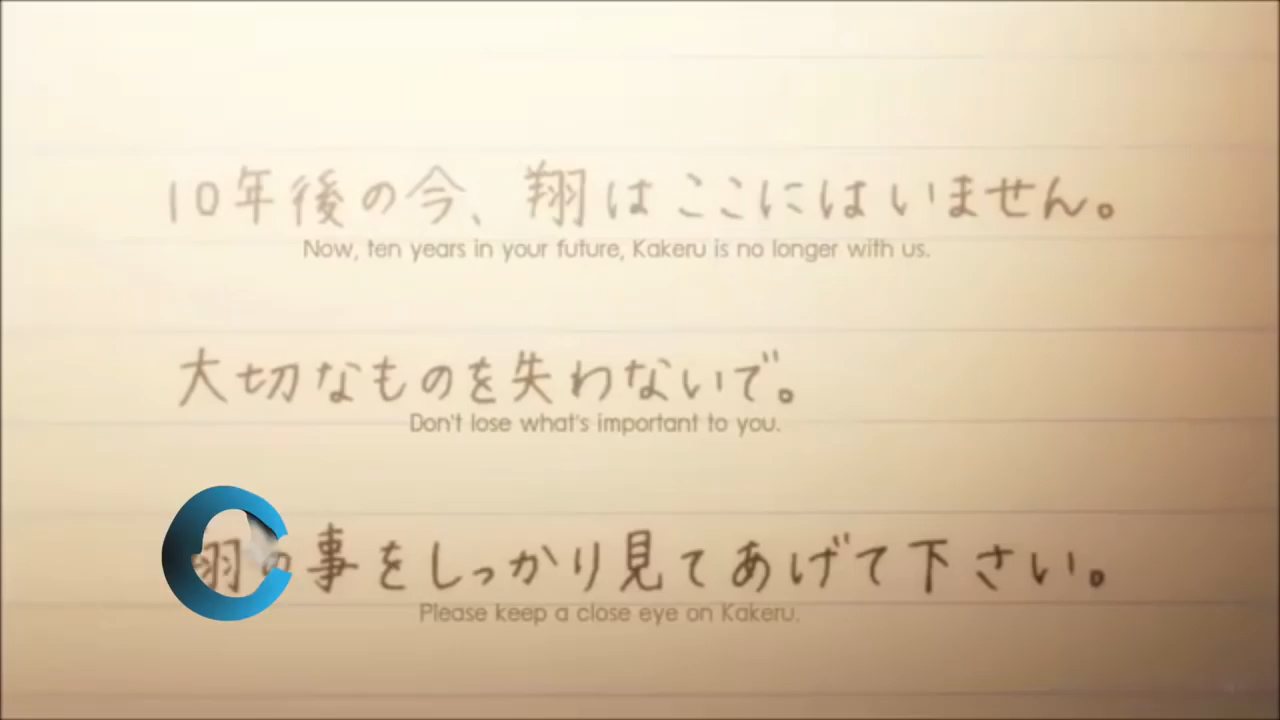 10年後の今、翔はここにはいません。
Now, ten years in your future, Kakeru is no longer with us.
大切なものを失わないで。
Don't lose what's important to you.
翔の事をしっかり見てあげて下さい。
Please keep a close eye on Kakeru.